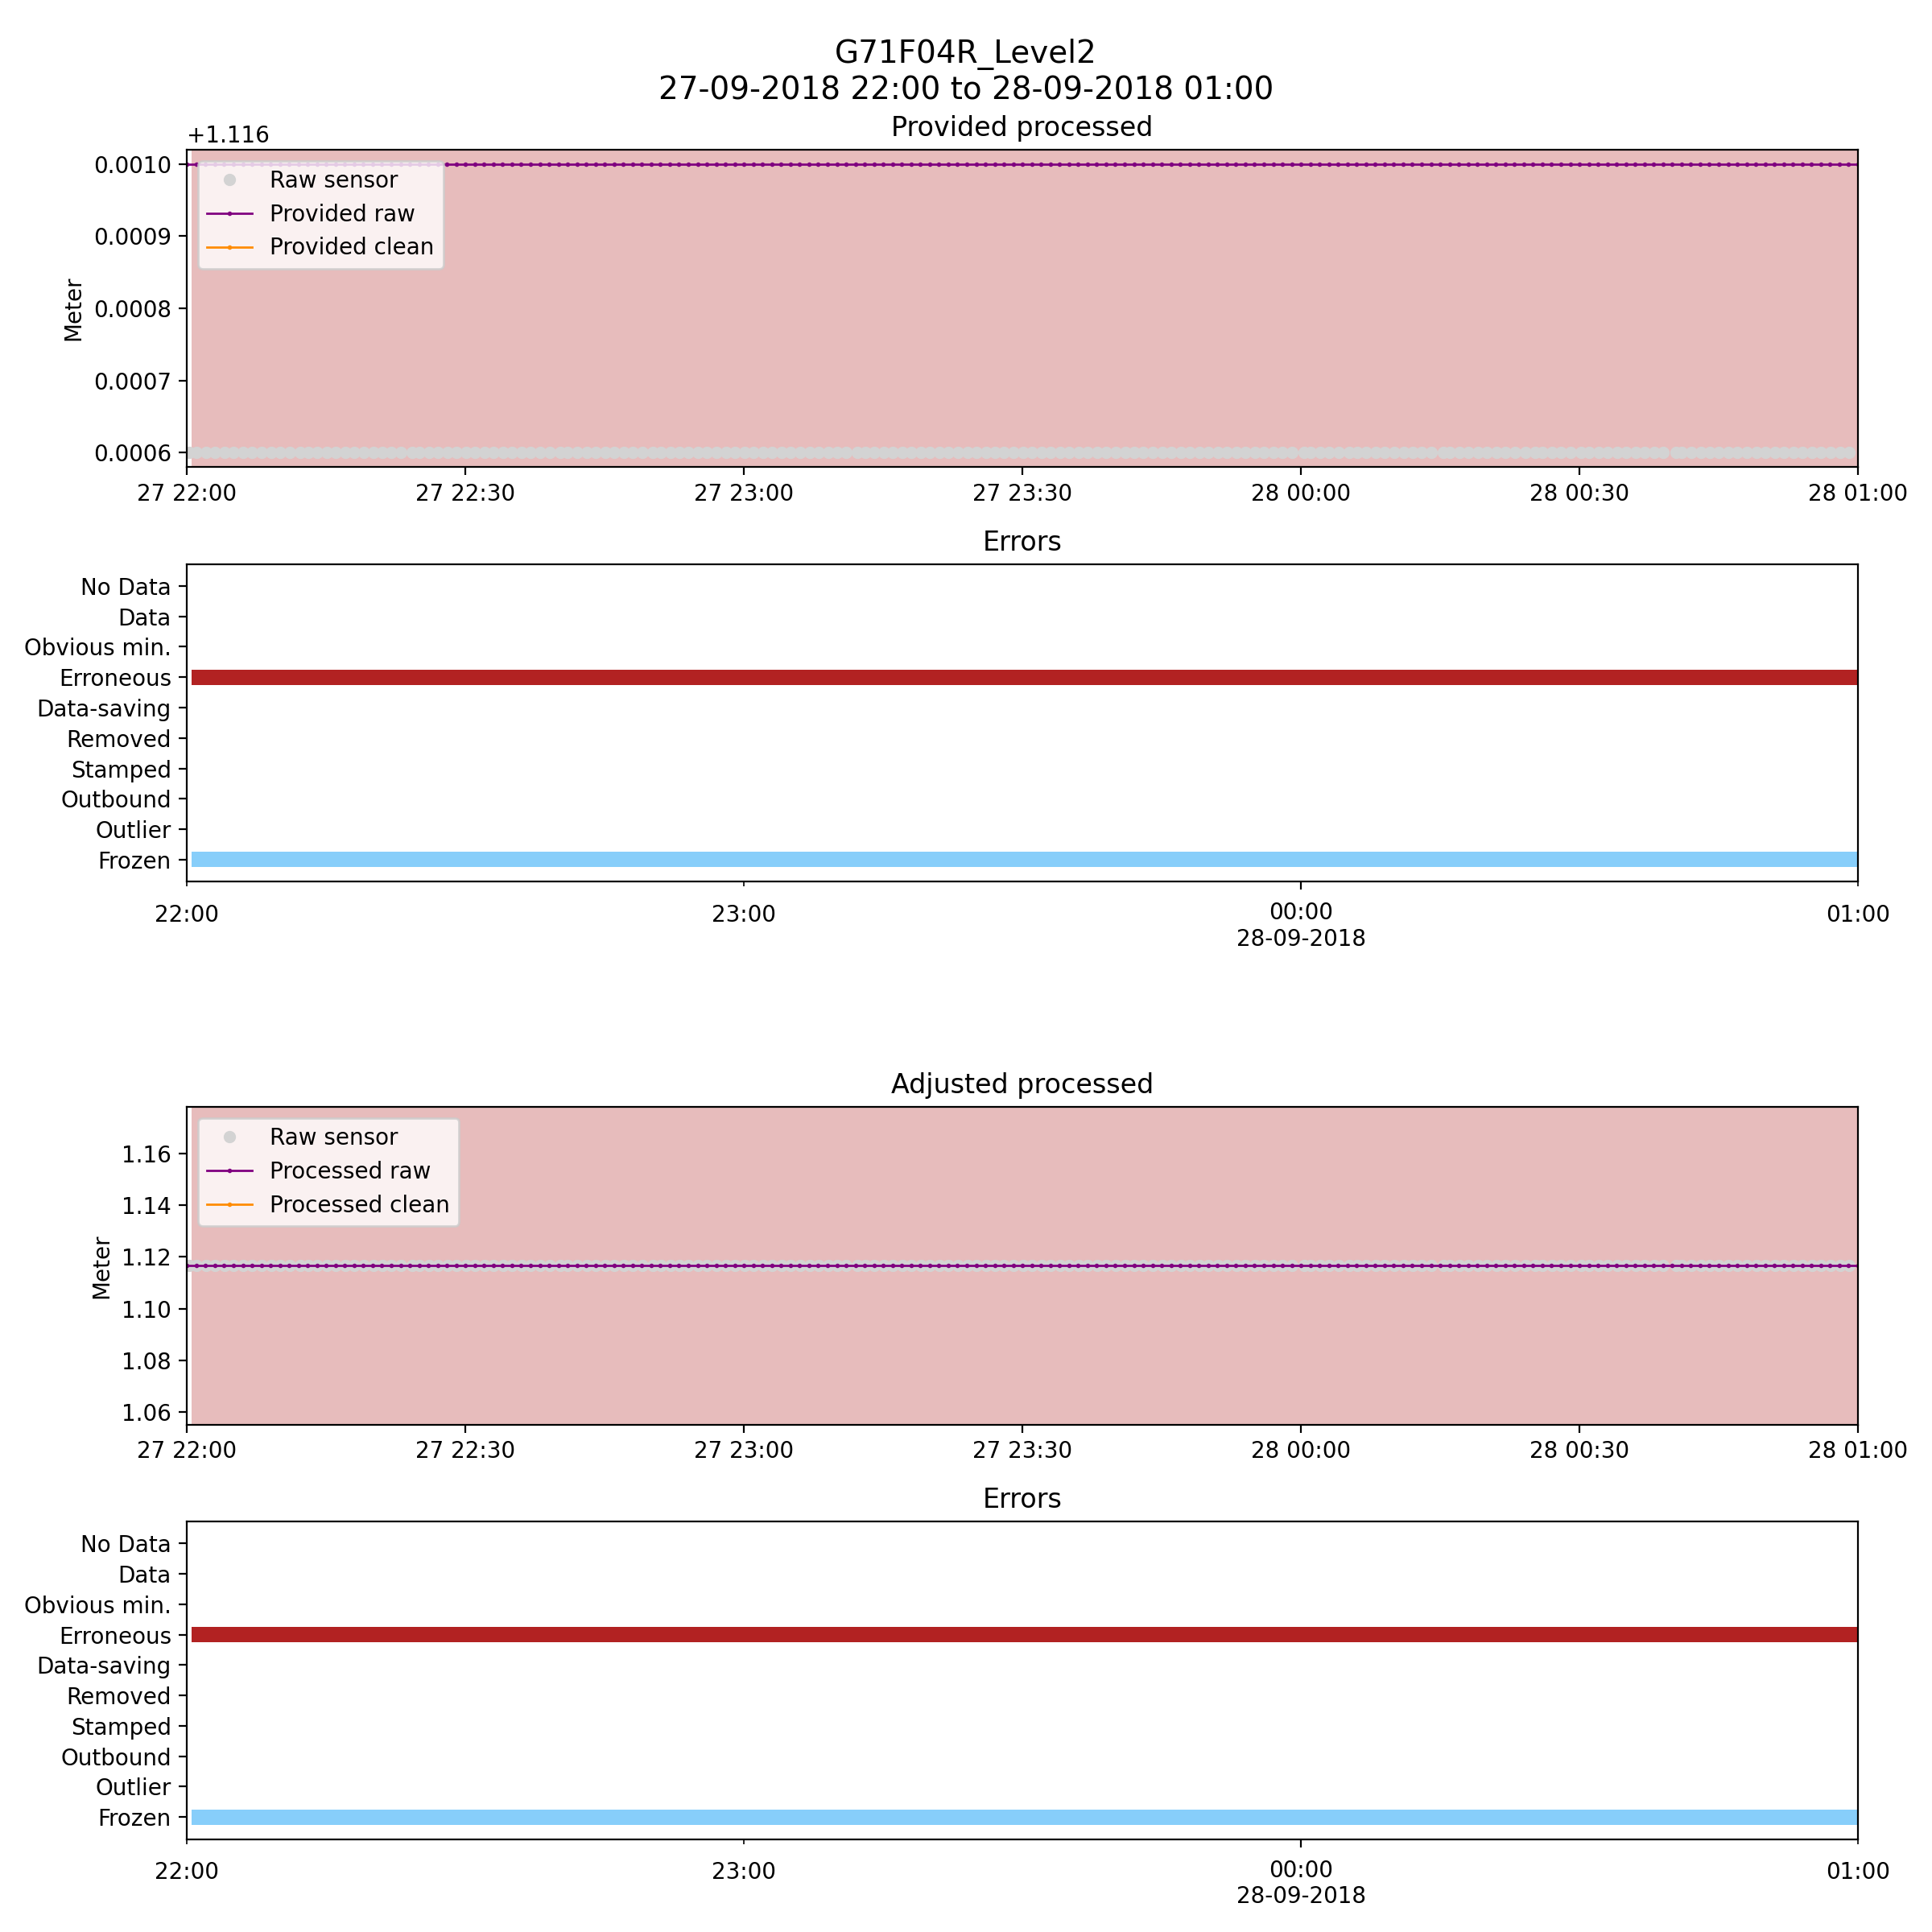 G71F04R_Level2
27-09-2018 22:00 to 28-09-2018 01:00
Provided processed
+1.116
0.0010
0.0009
0.0008
0.0007
0.0006
Meter
Raw sensor
Provided raw
Provided clean
27 22:00 27 22:30 27 23:00 27 23:30 28 00:00 28 00:30 28 01:00
Errors
No Data
Data
Obvious min.
Erroneous
Data-saving
Removed
Stamped
Outbound
Outlier
Frozen
22:00 23:00 00:00 01:00
28-09-2018
Adjusted processed
1.16
1.14
1.12
1.10
1.08
1.06
Meter
Raw sensor
Processed raw
Processed clean
27 22:00 27 22:30 27 23:00 27 23:30 28 00:00 28 00:30 28 01:00
Errors
No Data
Data
Obvious min.
Erroneous
Data-saving
Removed
Stamped
Outbound
Outlier
Frozen
22:00 23:00 00:00 01:00
28-09-2018